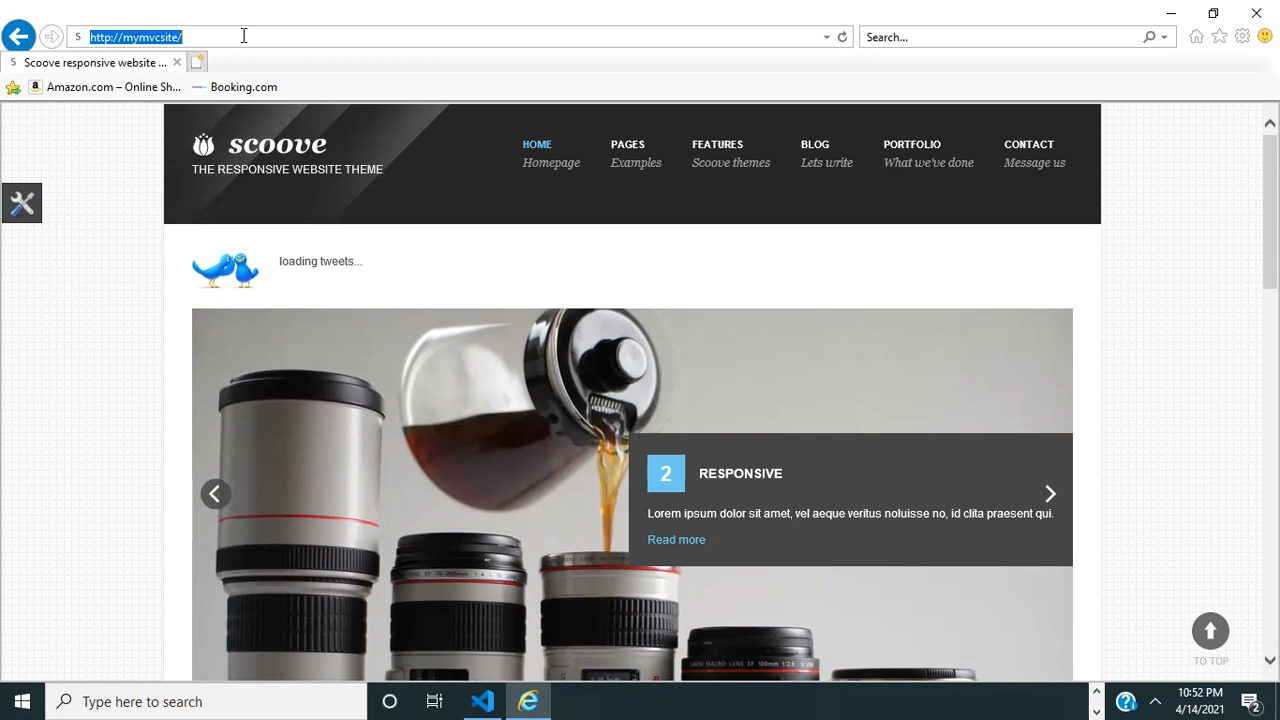 S http://mymvcsite/
Search...
S Scoove responsive website ...
Amazon.com – Online Sh... Booking.com
scoove
THE RESPONSIVE WEBSITE THEME
HOME PAGES FEATURES BLOG PORTFOLIO CONTACT
Homepage Examples Scoove themes Lets write What we've done Message us
loading tweets...
2 RESPONSIVE
Lorem ipsum dolor sit amet, vel aeque veritus noluisse no, id clita praesent qui.
Read more
TO TOP
Type here to search
10:52 PM
4/14/2021
2